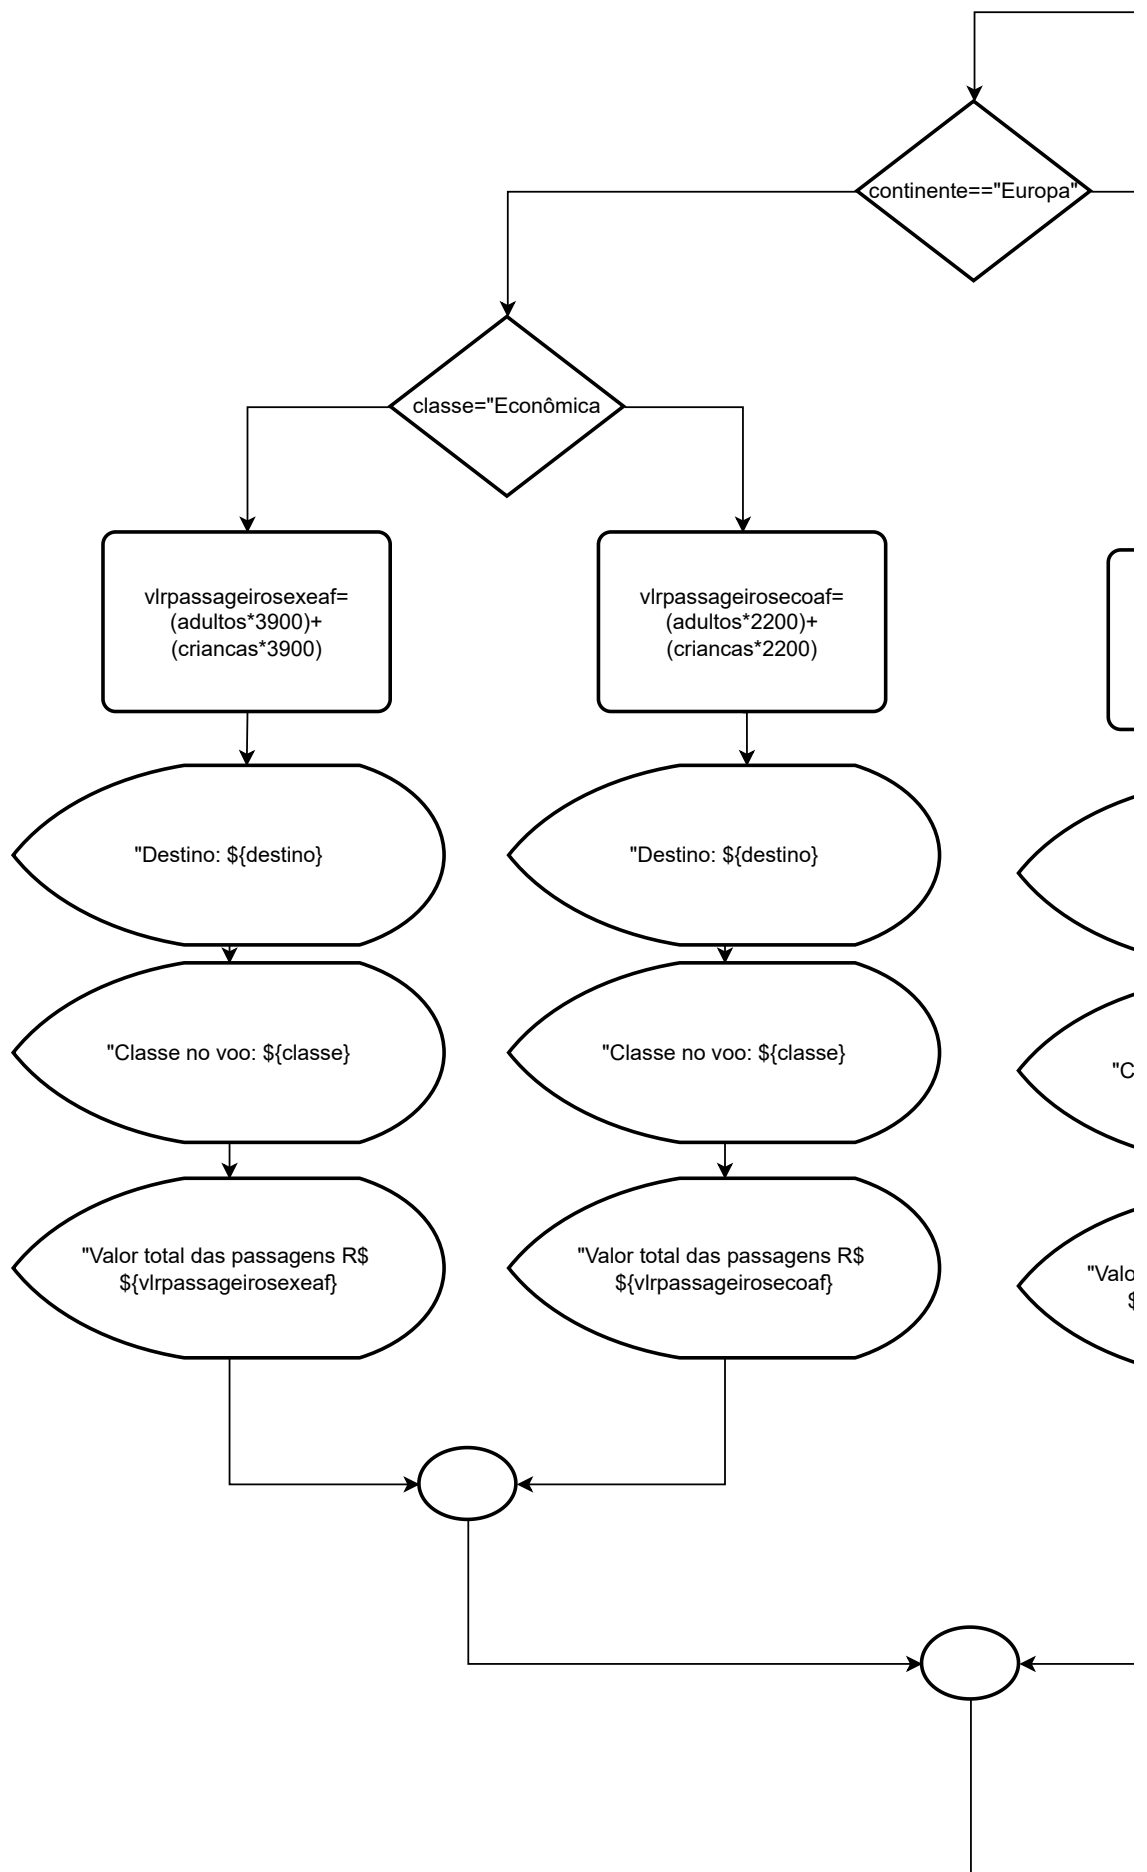 continente=="Europa"
classe="Econômica
vlrpassageirosexeaf=
(adultos*3900)+
(criancas*3900)
vlrpassageirosecoaf=
(adultos*2200)+
(criancas*2200)
"Destino: ${destino}
"Destino: ${destino}
"Classe no voo: ${classe}
"Classe no voo: ${classe}
"C
"Valor total das passagens R$
${vlrpassageirosexeaf}
"Valor total das passagens R$
${vlrpassageirosecoaf}
"Valo